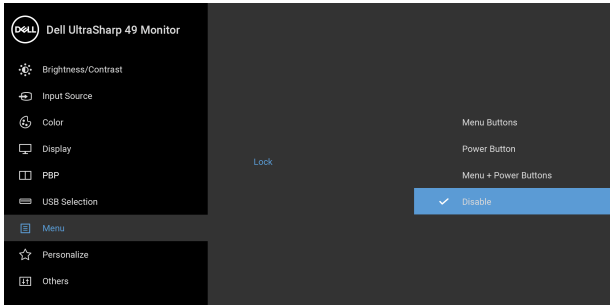 DELL
Dell UltraSharp 49 Monitor
Brightness/Contrast
Input Source
Color
Display
PBP
USB Selection
Menu
Personalize
Others
Lock
Menu Buttons
Power Button
Menu + Power Buttons
Disable